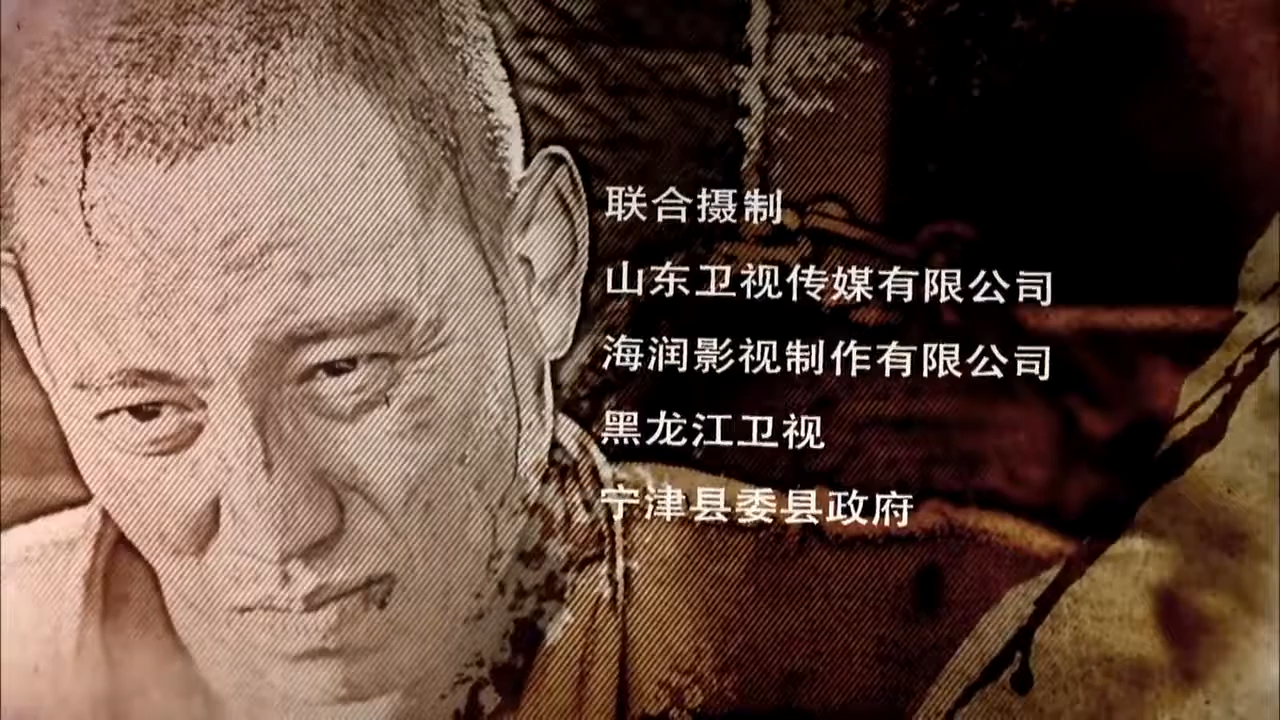 联合摄制
山东卫视传媒有限公司
海润影视制作有限公司
黑龙江卫视
宁津县委县政府